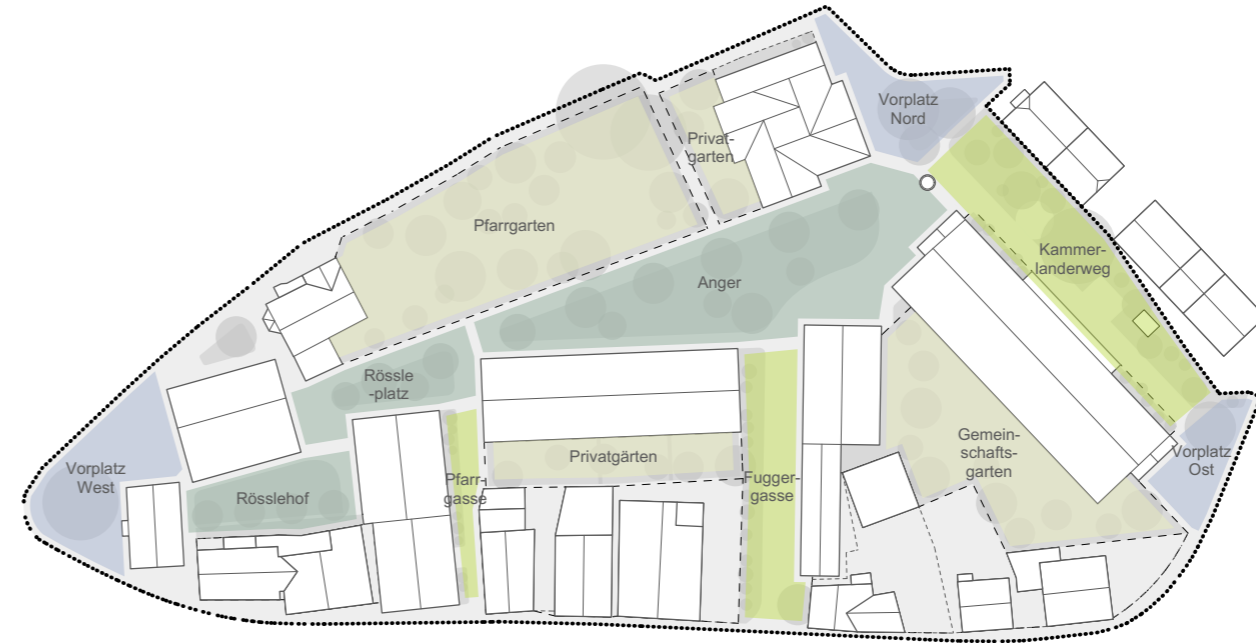 Vorplatz
Nord
Privat-
garten
Pfarrgarten
Kammer-
landerweg
Anger
Rössle
-platz
Gemein-
schafts-
garten
Privatgärten
Vorplatz
West
Vorplatz
Ost
Pfarr-
gasse
Fugger-
gasse
Rösslehof